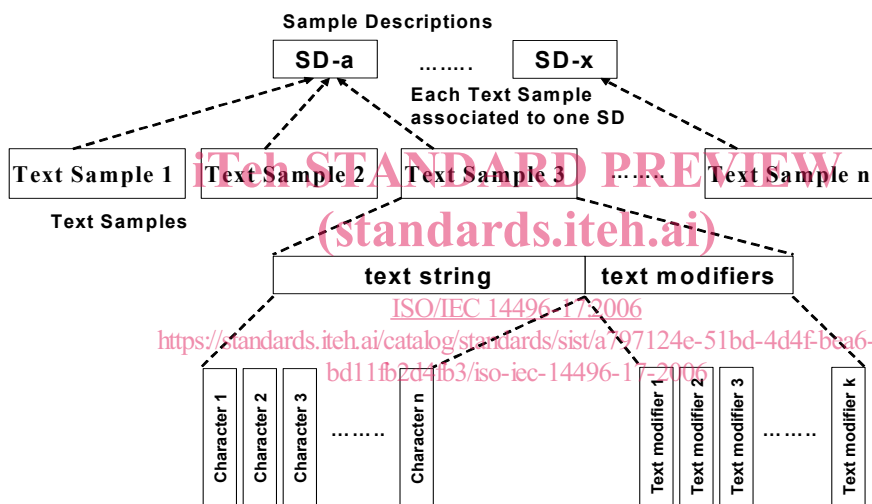 Sample Descriptions
SD-a
........
SD-x
Each Text Sample
associated to one SD
Text Sample 1
Text Sample 2
Text Sample 3
........
Text Sample n
iTeh STANDARD PREVIEW
Text Samples
(standards.iteh.ai)
text string
text modifiers
ISO/IEC 14496-17:2006
https://standards.iteh.ai/catalog/standards/sist/a797124e-51bd-4d4f-bea6-
bd11fb2d4fb3/iso-iec-14496-17-2006
Character 1
Character 2
Character 3
........
Character n
Text modifier 1
Text modifier 2
Text modifier 3
........
Text modifier k